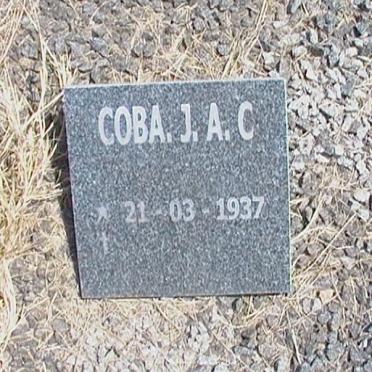 COBA. J. A. C
* 21 - 03 - 1937
†